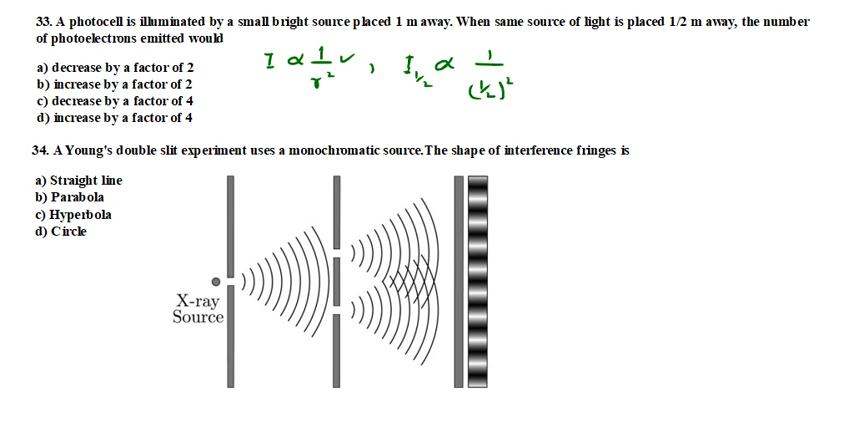 33. A photocell is illuminated by a small bright source placed 1 m away. When same source of light is placed 1/2 m away, the number
of photoelectrons emitted would
I ∝ 1/r² ✓, I₁/₂ ∝ 1/(1/2)²
a) decrease by a factor of 2
b) increase by a factor of 2
c) decrease by a factor of 4
d) increase by a factor of 4
34. A Young's double slit experiment uses a monochromatic source.The shape of interference fringes is
a) Straight line
b) Parabola
c) Hyperbola
d) Circle
X-ray
Source